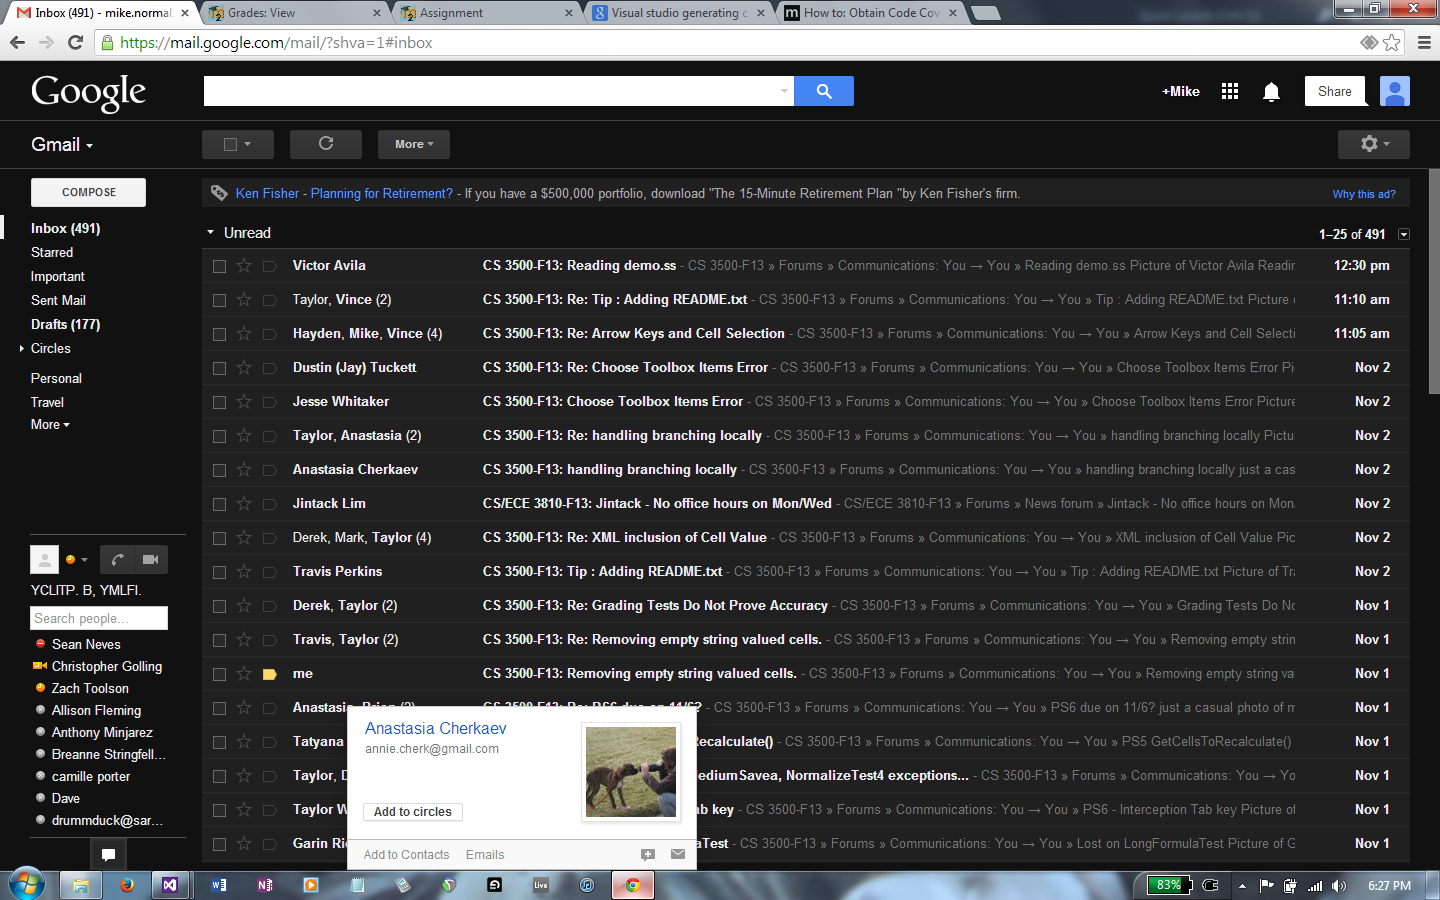 Inbox (491) - mike.normal
Grades: View
Assignment
Visual studio generating c
How to: Obtain Code Cov
https://mail.google.com/mail/?shva=1#inbox
Google
+Mike
Share
Gmail
More
COMPOSE
Ken Fisher - Planning for Retirement? - If you have a $500,000 portfolio, download "The 15-Minute Retirement Plan "by Ken Fisher's firm.
Why this ad?
Inbox (491)
Starred
Important
Sent Mail
Drafts (177)
Circles
Personal
Travel
More
Unread
1–25 of 491
Victor Avila CS 3500-F13: Reading demo.ss - CS 3500-F13 » Forums » Communications: You → You » Reading demo.ss Picture of Victor Avila Readin 12:30 pm
Taylor, Vince (2) CS 3500-F13: Re: Tip : Adding README.txt - CS 3500-F13 » Forums » Communications: You → You » Tip : Adding README.txt Picture 11:10 am
Hayden, Mike, Vince (4) CS 3500-F13: Re: Arrow Keys and Cell Selection - CS 3500-F13 » Forums » Communications: You → You » Arrow Keys and Cell Selecti 11:05 am
Dustin (Jay) Tuckett CS 3500-F13: Re: Choose Toolbox Items Error - CS 3500-F13 » Forums » Communications: You → You » Choose Toolbox Items Error Pi Nov 2
Jesse Whitaker CS 3500-F13: Choose Toolbox Items Error - CS 3500-F13 » Forums » Communications: You → You » Choose Toolbox Items Error Picture Nov 2
Taylor, Anastasia (2) CS 3500-F13: Re: handling branching locally - CS 3500-F13 » Forums » Communications: You → You » handling branching locally Pictu Nov 2
Anastasia Cherkaev CS 3500-F13: handling branching locally - CS 3500-F13 » Forums » Communications: You → You » handling branching locally just a cas Nov 2
Jintack Lim CS/ECE 3810-F13: Jintack - No office hours on Mon/Wed - CS/ECE 3810-F13 » Forums » News forum » Jintack - No office hours on Mon/ Nov 2
Derek, Mark, Taylor (4) CS 3500-F13: Re: XML inclusion of Cell Value - CS 3500-F13 » Forums » Communications: You → You » XML inclusion of Cell Value Pic Nov 2
Travis Perkins CS 3500-F13: Tip : Adding README.txt - CS 3500-F13 » Forums » Communications: You → You » Tip : Adding README.txt Picture of Tra Nov 2
Derek, Taylor (2) CS 3500-F13: Re: Grading Tests Do Not Prove Accuracy - CS 3500-F13 » Forums » Communications: You → You » Grading Tests Do No Nov 1
Travis, Taylor (2) CS 3500-F13: Re: Removing empty string valued cells. - CS 3500-F13 » Forums » Communications: You → You » Removing empty strin Nov 1
me CS 3500-F13: Removing empty string valued cells. - CS 3500-F13 » Forums » Communications: You → You » Removing empty string va Nov 1
Anastasia, Brian (2) CS 3500-F13: Re: PS6 due on 11/6? - CS 3500-F13 » Forums » Communications: You → You » PS6 due on 11/6? just a casual photo of m Nov 1
Tatyana Recalculate() - CS 3500-F13 » Forums » Communications: You → You » PS5 GetCellsToRecalculate() Nov 1
Taylor, D ediumSavea, NormalizeTest4 exceptions... - CS 3500-F13 » Forums » Communications: You → You Nov 1
Taylor W b key - CS 3500-F13 » Forums » Communications: You → You » PS6 - Interception Tab key Picture of Nov 1
Garin Ri aTest - CS 3500-F13 » Forums » Communications: You → You » Lost on LongFormulaTest Picture of G Nov 1
YCLITP. B, YMLFI.
Search people...
Sean Neves
Christopher Golling
Zach Toolson
Allison Fleming
Anthony Minjarez
Breanne Stringfell...
camille porter
Dave
drummduck@sar...
Anastasia Cherkaev
annie.cherk@gmail.com
Add to circles
Add to Contacts
Emails
Live
83%
6:27 PM